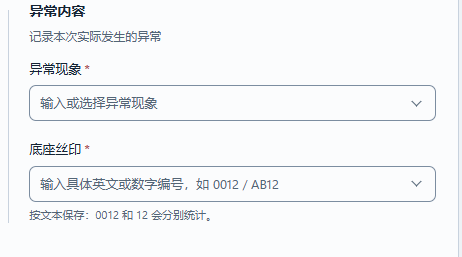 异常内容
记录本次实际发生的异常
异常现象 *
输入或选择异常现象
底座丝印 *
输入具体英文或数字编号，如 0012 / AB12
按文本保存：0012 和 12 会分别统计。